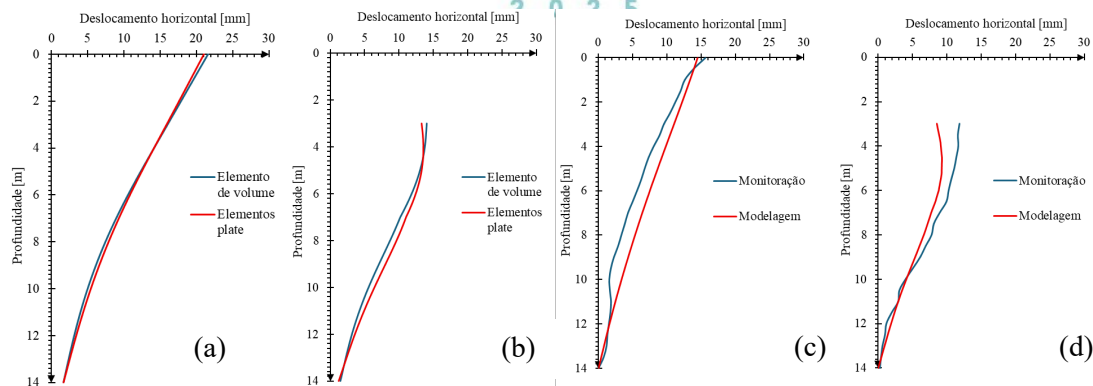 2 0 2 5
Deslocamento horizontal [mm]
0 5 10 15 20 25 30
0
2
4
6
8
10
12
14
Profundidade [m]
Elemento
de volume
Elementos
plate
(a)
Deslocamento horizontal [mm]
0 5 10 15 20 25 30
0
2
4
6
8
10
12
14
Profundidade [m]
Elemento
de volume
Elementos
plate
(b)
Deslocamento horizontal [mm]
0 5 10 15 20 25 30
0
2
4
6
8
10
12
14
Profundidade [m]
Monitoração
Modelagem
(c)
Deslocamento horizontal [mm]
0 5 10 15 20 25 30
0
2
4
6
8
10
12
14
Profundidade [m]
Monitoração
Modelagem
(d)